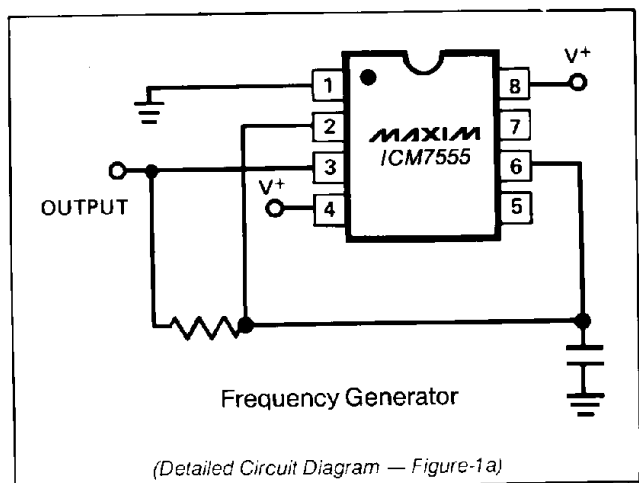 V+
1
8
2
MAXIM
7
ICM7555
3
6
V+
OUTPUT
4
5
Frequency Generator
(Detailed Circuit Diagram — Figure-1a)